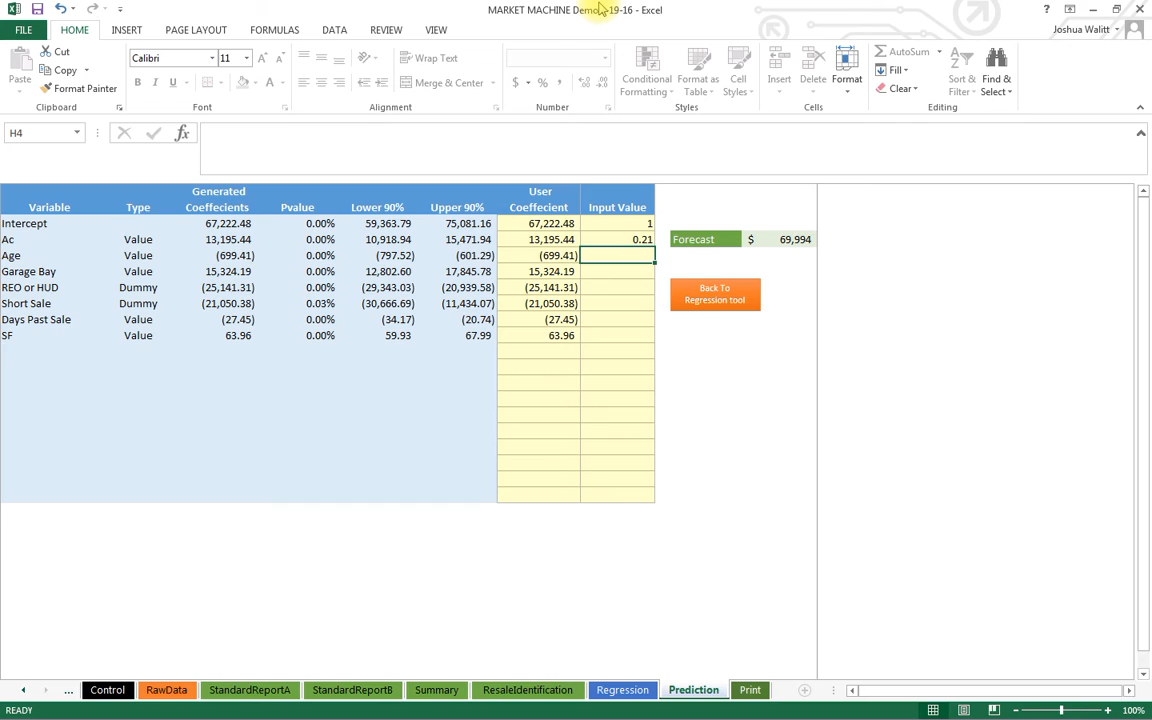 MARKET MACHINE Demo 19-16 - Excel
?
FILE HOME INSERT PAGE LAYOUT FORMULAS DATA REVIEW VIEW Joshua Walitt
Cut
Copy
Format Painter
Paste
Calibri 11
B I U
Wrap Text
Merge & Center
$ % ,
Conditional Formatting
Format as Table
Cell Styles
Insert Delete Format
AutoSum
Fill
Clear
Sort & Filter
Find & Select
Clipboard Font Alignment Number Styles Cells Editing
H4 fx
Generated User
Variable Type Coeffecients Pvalue Lower 90% Upper 90% Coefficient Input Value
Intercept 67,222.48 0.00% 59,363.79 75,081.16 67,222.48 1
Ac Value 13,195.44 0.00% 10,918.94 15,471.94 13,195.44 0.21 Forecast $ 69,994
Age Value (699.41) 0.00% (797.52) (601.29) (699.41)
Garage Bay Value 15,324.19 0.00% 12,802.60 17,845.78 15,324.19
REO or HUD Dummy (25,141.31) 0.00% (29,343.03) (20,939.58) (25,141.31)
Short Sale Dummy (21,050.38) 0.03% (30,666.69) (11,434.07) (21,050.38)
Days Past Sale Value (27.45) 0.00% (34.17) (20.74) (27.45)
SF Value 63.96 0.00% 59.93 67.99 63.96
Back To
Regression tool
... Control RawData StandardReportA StandardReportB Summary ResaleIdentification Regression Prediction Print
READY 100%